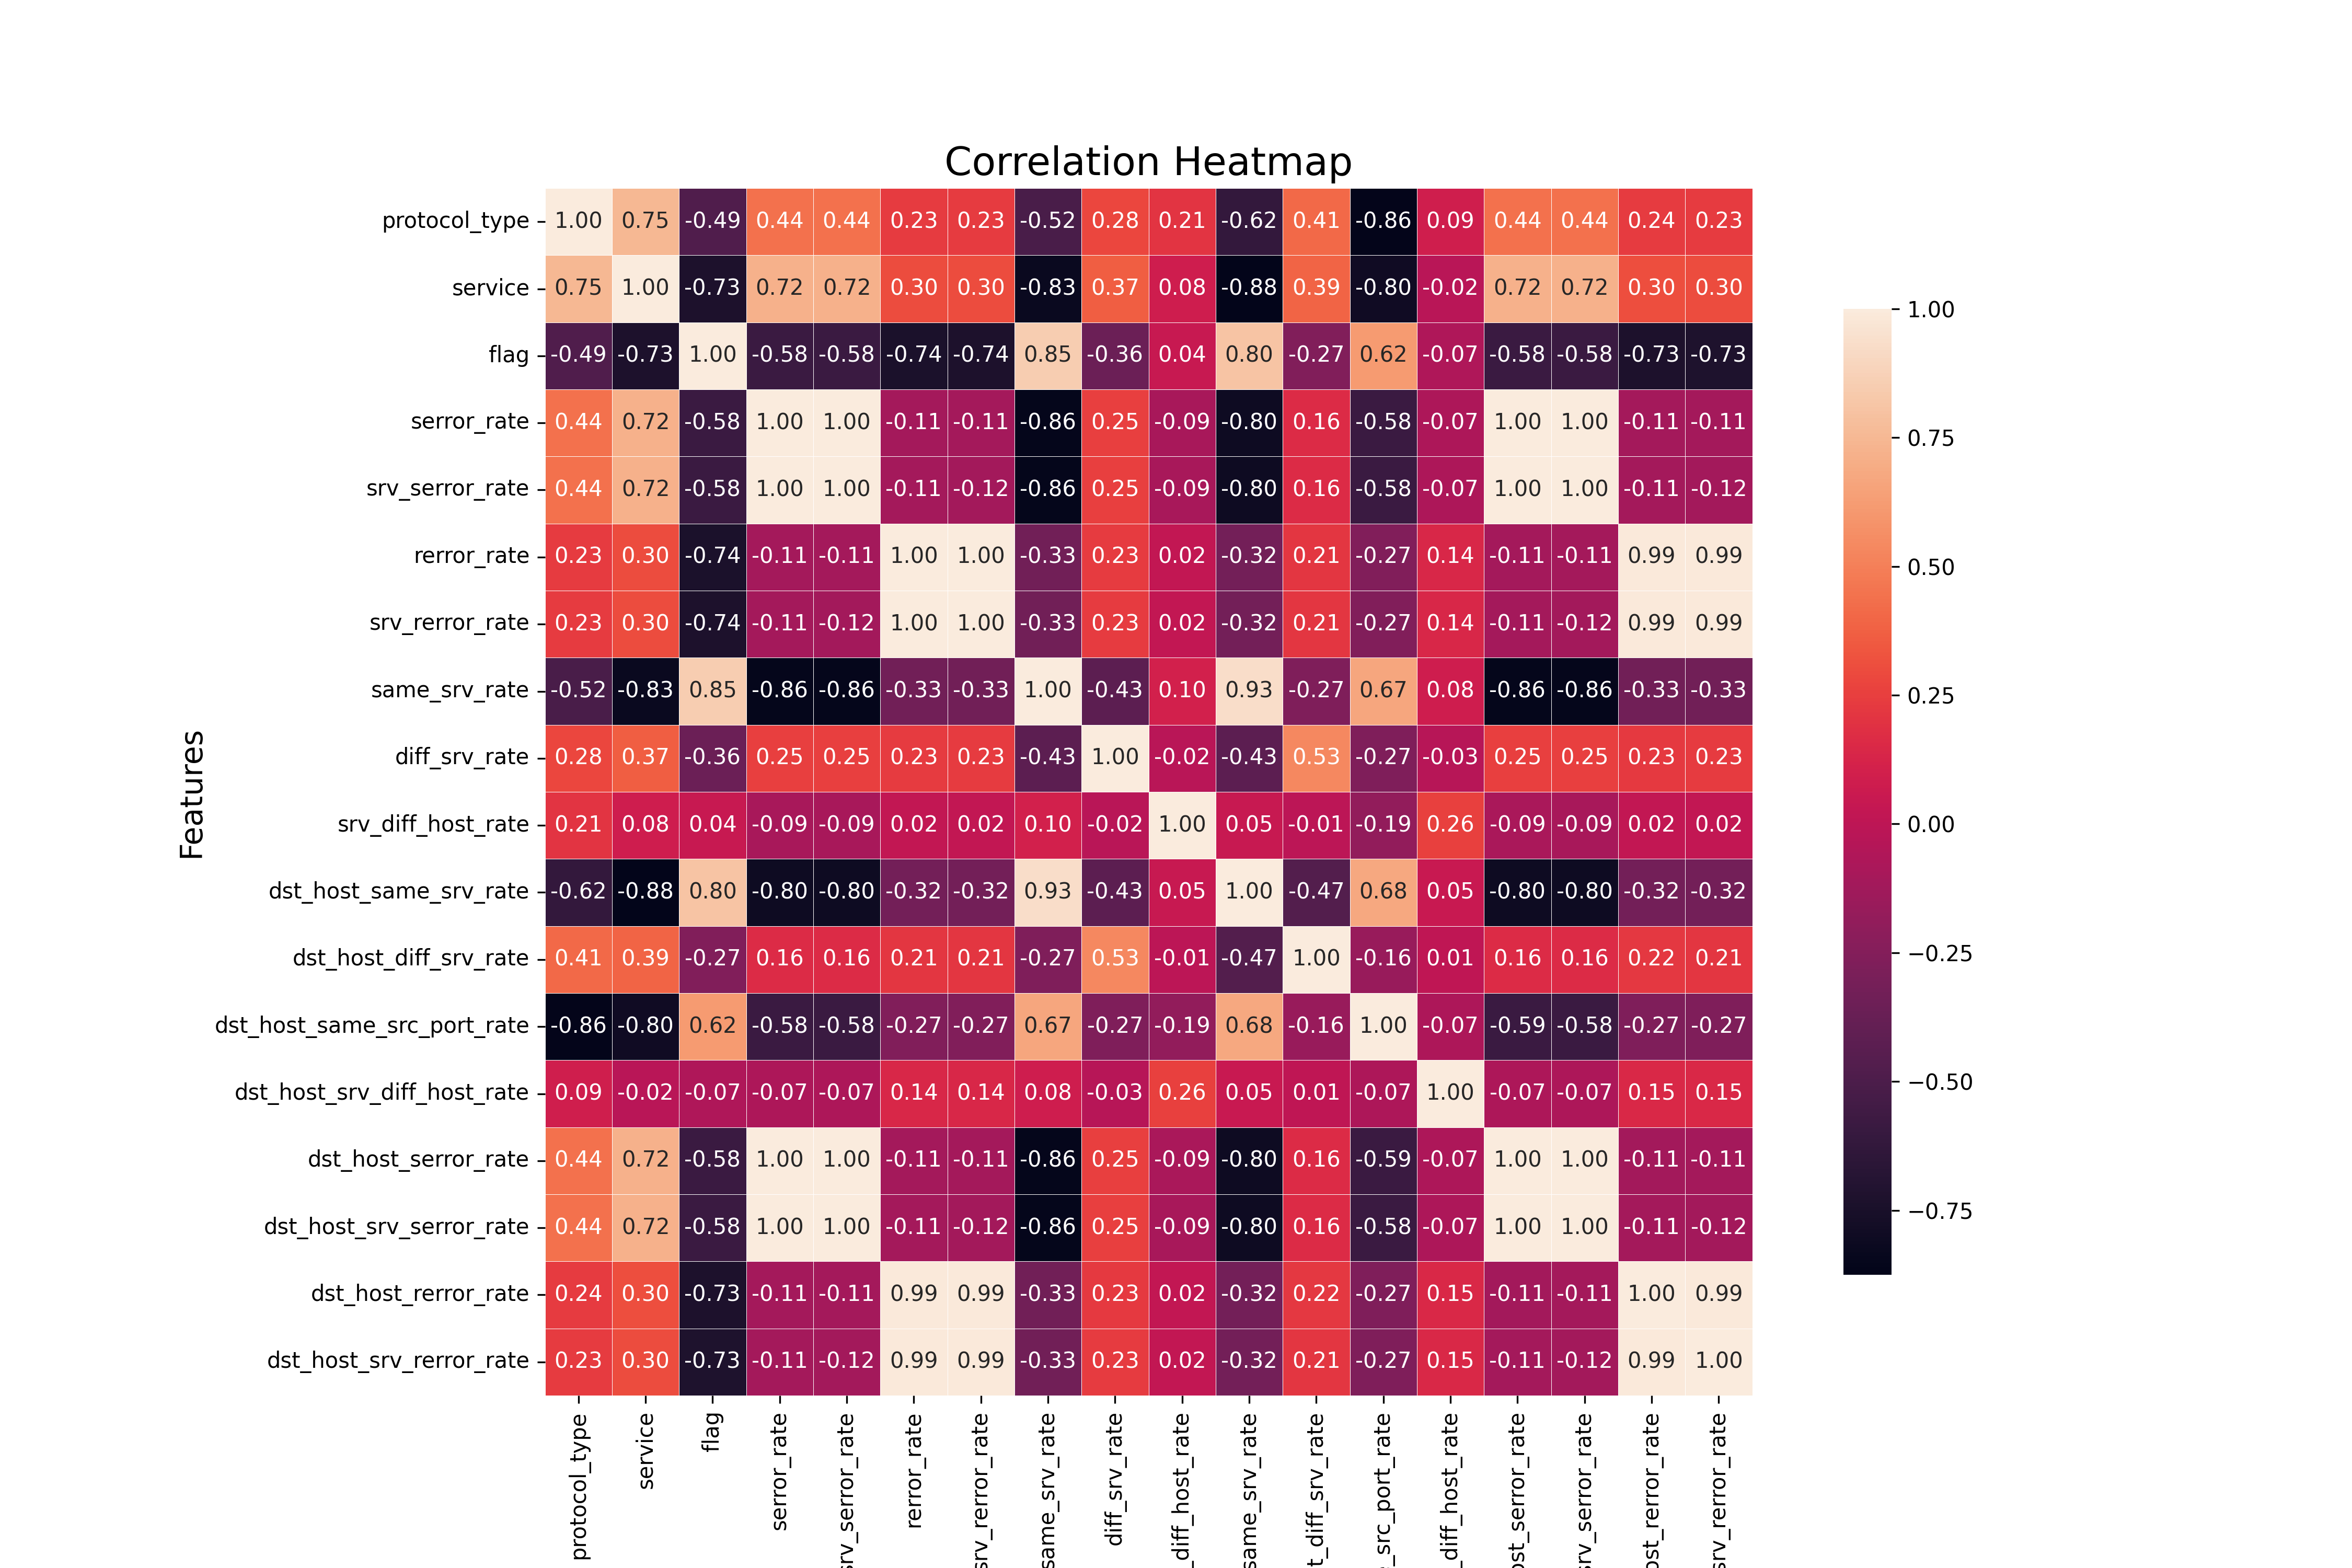 Correlation Heatmap
Features
protocol_type 1.00 0.75 -0.49 0.44 0.44 0.23 0.23 -0.52 0.28 0.21 -0.62 0.41 -0.86 0.09 0.44 0.44 0.24 0.23
service 0.75 1.00 -0.73 0.72 0.72 0.30 0.30 -0.83 0.37 0.08 -0.88 0.39 -0.80 -0.02 0.72 0.72 0.30 0.30
flag -0.49 -0.73 1.00 -0.58 -0.58 -0.74 -0.74 0.85 -0.36 0.04 0.80 -0.27 0.62 -0.07 -0.58 -0.58 -0.73 -0.73
serror_rate 0.44 0.72 -0.58 1.00 1.00 -0.11 -0.11 -0.86 0.25 -0.09 -0.80 0.16 -0.58 -0.07 1.00 1.00 -0.11 -0.11
srv_serror_rate 0.44 0.72 -0.58 1.00 1.00 -0.11 -0.12 -0.86 0.25 -0.09 -0.80 0.16 -0.58 -0.07 1.00 1.00 -0.11 -0.12
rerror_rate 0.23 0.30 -0.74 -0.11 -0.11 1.00 1.00 -0.33 0.23 0.02 -0.32 0.21 -0.27 0.14 -0.11 -0.11 0.99 0.99
srv_rerror_rate 0.23 0.30 -0.74 -0.11 -0.12 1.00 1.00 -0.33 0.23 0.02 -0.32 0.21 -0.27 0.14 -0.11 -0.12 0.99 0.99
same_srv_rate -0.52 -0.83 0.85 -0.86 -0.86 -0.33 -0.33 1.00 -0.43 0.10 0.93 -0.27 0.67 0.08 -0.86 -0.86 -0.33 -0.33
diff_srv_rate 0.28 0.37 -0.36 0.25 0.25 0.23 0.23 -0.43 1.00 -0.02 -0.43 0.53 -0.27 -0.03 0.25 0.25 0.23 0.23
srv_diff_host_rate 0.21 0.08 0.04 -0.09 -0.09 0.02 0.02 0.10 -0.02 1.00 0.05 -0.01 -0.19 0.26 -0.09 -0.09 0.02 0.02
dst_host_same_srv_rate -0.62 -0.88 0.80 -0.80 -0.80 -0.32 -0.32 0.93 -0.43 0.05 1.00 -0.47 0.68 0.05 -0.80 -0.80 -0.32 -0.32
dst_host_diff_srv_rate 0.41 0.39 -0.27 0.16 0.16 0.21 0.21 -0.27 0.53 -0.01 -0.47 1.00 -0.16 0.01 0.16 0.16 0.22 0.21
dst_host_same_src_port_rate -0.86 -0.80 0.62 -0.58 -0.58 -0.27 -0.27 0.67 -0.27 -0.19 0.68 -0.16 1.00 -0.07 -0.59 -0.58 -0.27 -0.27
dst_host_srv_diff_host_rate 0.09 -0.02 -0.07 -0.07 -0.07 0.14 0.14 0.08 -0.03 0.26 0.05 0.01 -0.07 1.00 -0.07 -0.07 0.15 0.15
dst_host_serror_rate 0.44 0.72 -0.58 1.00 1.00 -0.11 -0.11 -0.86 0.25 -0.09 -0.80 0.16 -0.59 -0.07 1.00 1.00 -0.11 -0.11
dst_host_srv_serror_rate 0.44 0.72 -0.58 1.00 1.00 -0.11 -0.12 -0.86 0.25 -0.09 -0.80 0.16 -0.58 -0.07 1.00 1.00 -0.11 -0.12
dst_host_rerror_rate 0.24 0.30 -0.73 -0.11 -0.11 0.99 0.99 -0.33 0.23 0.02 -0.32 0.22 -0.27 0.15 -0.11 -0.11 1.00 0.99
dst_host_srv_rerror_rate 0.23 0.30 -0.73 -0.11 -0.12 0.99 0.99 -0.33 0.23 0.02 -0.32 0.21 -0.27 0.15 -0.11 -0.12 0.99 1.00
protocol_type
service
flag
serror_rate
srv_serror_rate
rerror_rate
srv_rerror_rate
same_srv_rate
diff_srv_rate
_diff_host_rate
same_srv_rate
t_diff_srv_rate
_src_port_rate
_diff_host_rate
ost_serror_rate
srv_serror_rate
ost_rerror_rate
srv_rerror_rate
1.00
0.75
0.50
0.25
0.00
−0.25
−0.50
−0.75